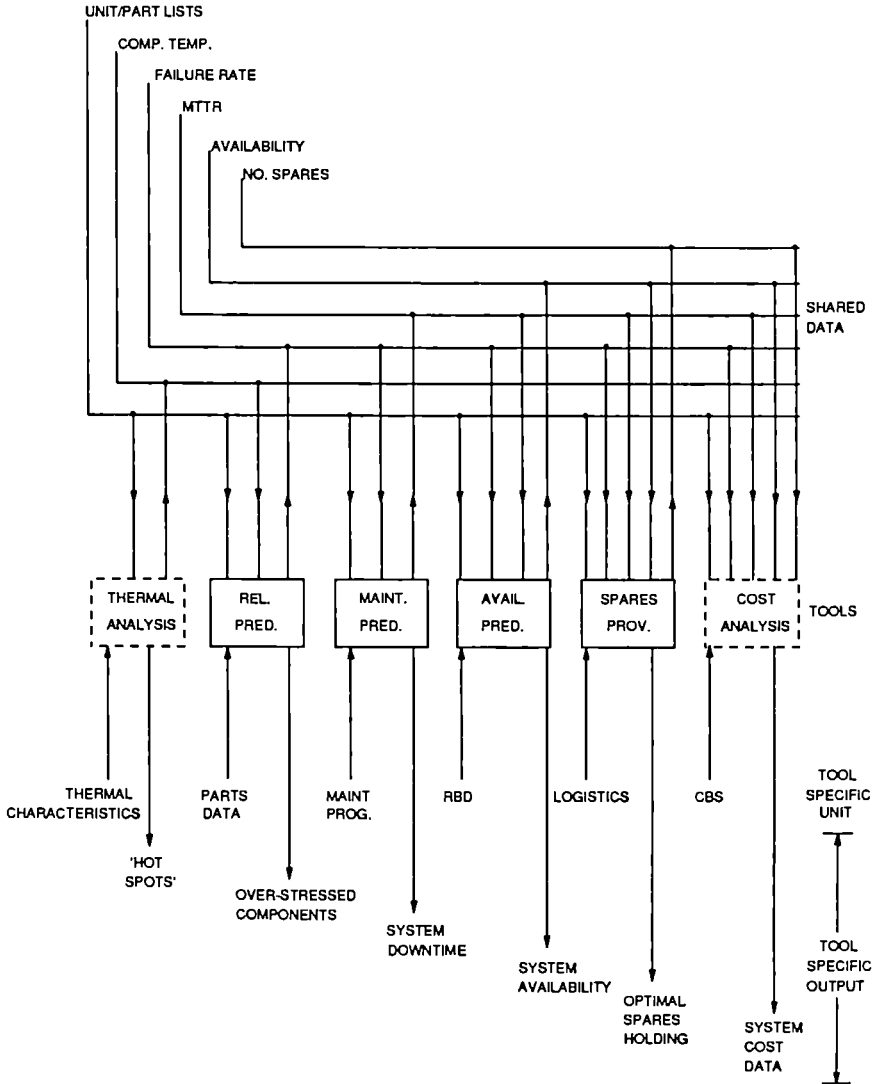 UNIT/PART LISTS
COMP. TEMP.
FAILURE RATE
MTTR
AVAILABILITY
NO. SPARES
SHARED
DATA
THERMAL
ANALYSIS
REL.
PRED.
MAINT.
PRED.
AVAIL.
PRED.
SPARES
PROV.
COST
ANALYSIS
TOOLS
THERMAL
CHARACTERISTICS
PARTS
DATA
MAINT
PROG.
RBD
LOGISTICS
CBS
TOOL
SPECIFIC
UNIT
'HOT
SPOTS'
OVER-STRESSED
COMPONENTS
SYSTEM
DOWNTIME
SYSTEM
AVAILABILITY
OPTIMAL
SPARES
HOLDING
SYSTEM
COST
DATA
TOOL
SPECIFIC
OUTPUT